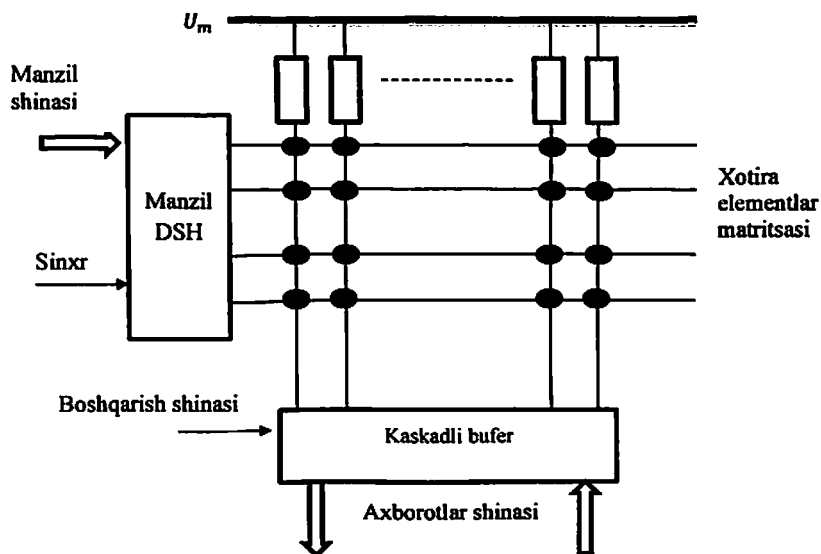 U_m
Manzil
shinasi
Manzil
DSH
Xotira
elementlar
matritsasi
Sinxr
Boshqarish shinasi
Kaskadli bufer
Axborotlar shinasi